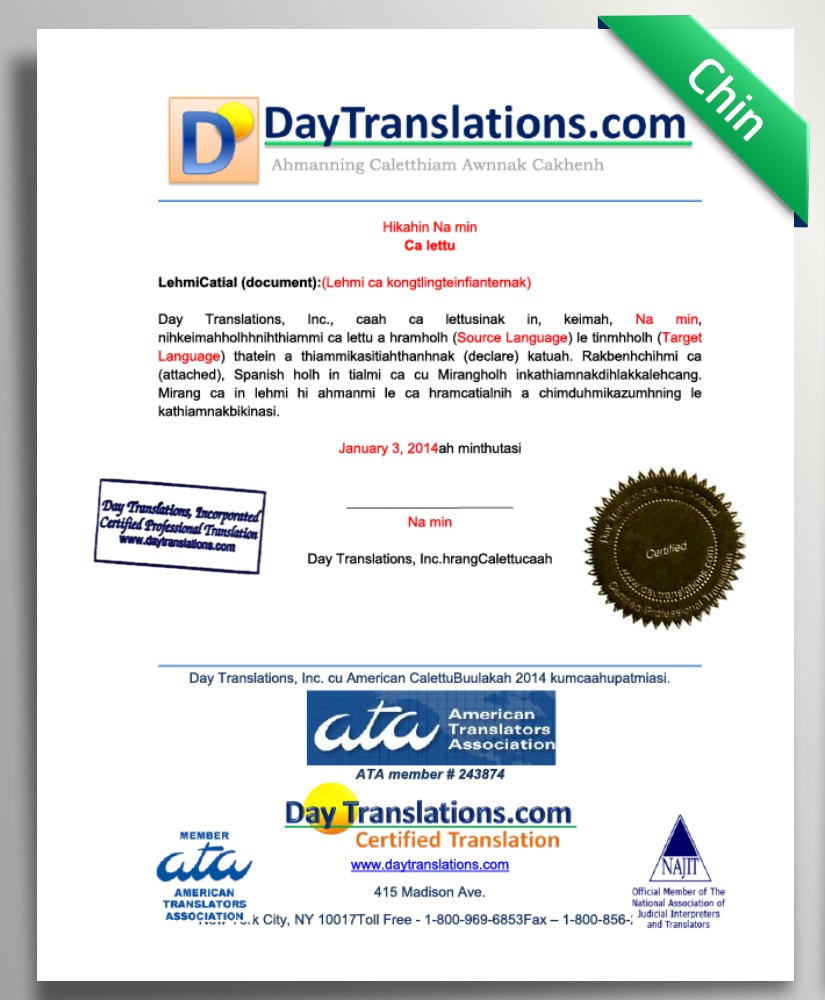 Chin
D DayTranslations.com
Ahmanning Caletthiam Awnnak Cakhenh
Hikahin Na min
Ca lettu
LehmiCatial (document):(Lehmi ca kongtlingteinfianternak)
Day Translations, Inc., caah ca lettusinak in, keimah, Na min,
nihkeimahholhhnihthiammi ca lettu a hramholh (Source Language) le tinmhholh (Target
Language) thatein a thiammikasitiahthanhnak (declare) katuah. Rakbenhchihmi ca
(attached), Spanish holh in tialmi ca cu Mirangholh inkathiamnakdihlakkalehcang.
Mirang ca in lehmi hi ahmanmi le ca hramcatialnih a chimduhmikazumhning le
kathiamnakbikinasi.
January 3, 2014ah minthutasi
Day Translations, Incorporated
Certified Professional Translation
www.daytranslations.com
Na min
Day Translations, Inc.hrangCalettucaah
Day Translations, Incorporated
Certified
www.daytranslations.com
Certified Professional Translation
Day Translations, Inc. cu American CalettuBuulakah 2014 kumcaahupatmiasi.
ata American
Translators
Association
ATA member # 243874
Day Translations.com
Certified Translation
www.daytranslations.com
415 Madison Ave.
MEMBER
ata
AMERICAN
TRANSLATORS
ASSOCIATION
City, NY 10017Toll Free - 1-800-969-6853Fax – 1-800-856-
NAJIT
Official Member of The
National Association of
Judicial Interpreters
and Translators